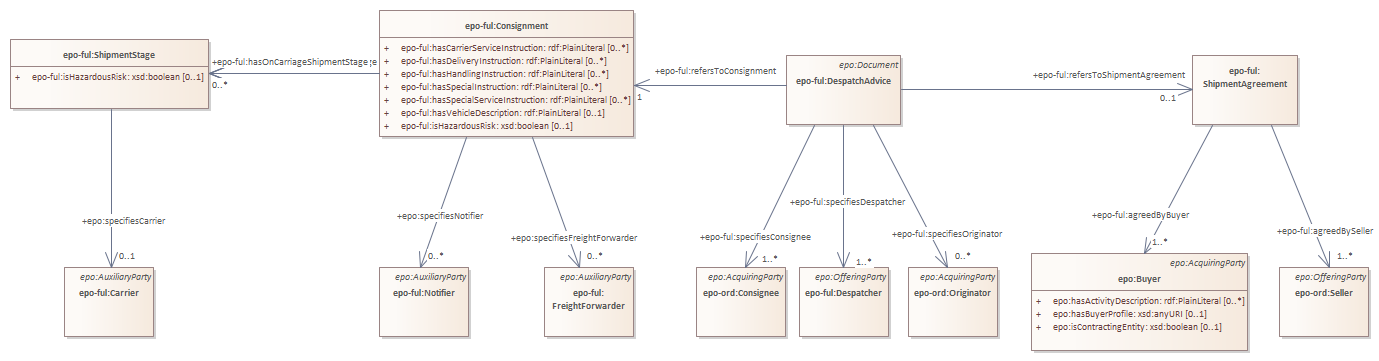 epo-ful:ShipmentStage
+ epo-ful:isHazardousRisk: xsd:boolean [0..1]
+epo-ful:hasOnCarriageShipmentStage
0..*
epo-ful:Consignment
+ epo-ful:hasCarrierServiceInstruction: rdf:PlainLiteral [0..*]
+ epo-ful:hasDeliveryInstruction: rdf:PlainLiteral [0..*]
+ epo-ful:hasHandlingInstruction: rdf:PlainLiteral [0..*]
+ epo-ful:hasSpecialInstruction: rdf:PlainLiteral [0..*]
+ epo-ful:hasSpecialServiceInstruction: rdf:PlainLiteral [0..*]
+ epo-ful:hasVehicleDescription: rdf:PlainLiteral [0..1]
+ epo-ful:isHazardousRisk: xsd:boolean [0..1]
+epo-ful:refersToConsignment
1
epo:Document
epo-ful:DespatchAdvice
+epo-ful:refersToShipmentAgreement
0..1
epo-ful:
ShipmentAgreement
+epo:specifiesCarrier
0..1
+epo:specifiesNotifier
0..*
+epo:specifiesFreightForwarder
0..*
+epo-ful:specifiesConsignee
1..*
+epo-ful:specifiesDespatcher
1..*
+epo-ful:specifiesOriginator
0..*
+epo-ful:agreedByBuyer
1..*
+epo-ful:agreedBySeller
1..*
epo:AuxiliaryParty
epo-ful:Carrier
epo:AuxiliaryParty
epo-ful:Notifier
epo:AuxiliaryParty
epo-ful:
FreightForwarder
epo:AcquiringParty
epo-ord:Consignee
epo:OfferingParty
epo-ful:Despatcher
epo:AcquiringParty
epo-ord:Originator
epo:AcquiringParty
epo:Buyer
+ epo:hasActivityDescription: rdf:PlainLiteral [0..*]
+ epo:hasBuyerProfile: xsd:anyURI [0..1]
+ epo:isContractingEntity: xsd:boolean [0..1]
epo:OfferingParty
epo-ord:Seller